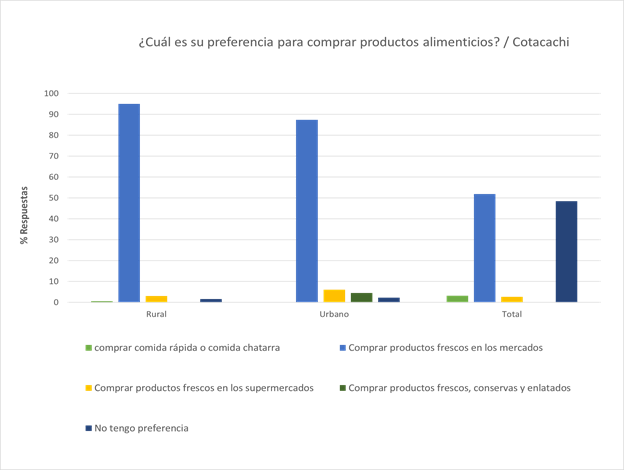 ¿Cuál es su preferencia para comprar productos alimenticios? / Cotacachi
100
90
80
70
60
50
40
30
20
10
0
% Respuestas
Rural
Urbano
Total
comprar comida rápida o comida chatarra
Comprar productos frescos en los mercados
Comprar productos frescos en los supermercados
Comprar productos frescos, conservas y enlatados
No tengo preferencia